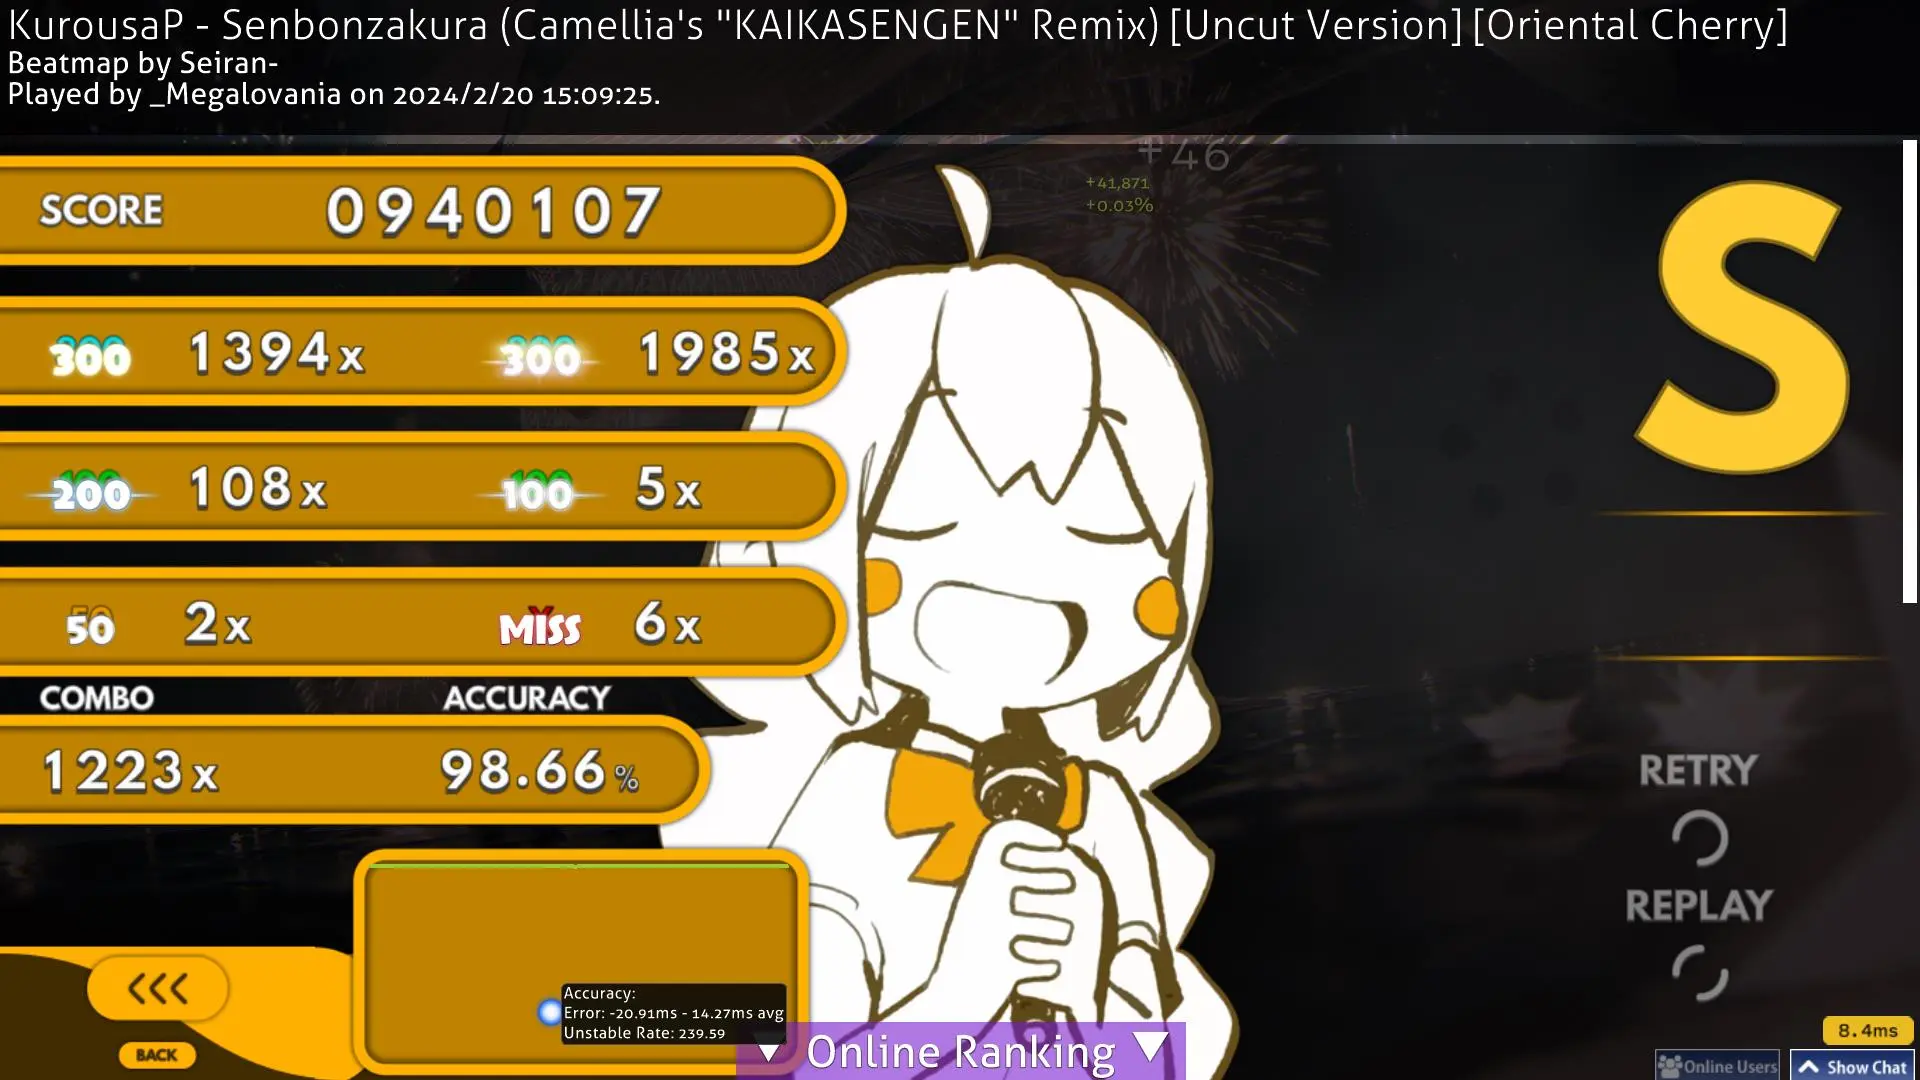 KurousaP - Senbonzakura (Camellia's "KAIKASENGEN" Remix) [Uncut Version] [Oriental Cherry]
Beatmap by Seiran-
Played by _Megalovania on 2024/2/20 15:09:25.
+46
+41,871
+0.03%
SCORE 0940107
300 1394x 300 1985x
200 108x 100 5x
50 2x MISS 6x
COMBO ACCURACY
1223x 98.66%
S
RETRY
REPLAY
Accuracy:
Error: -20.91ms - 14.27ms avg
Unstable Rate: 239.59
<<<
BACK
▼ Online Ranking ▼
8.4ms
Online Users
Show Chat